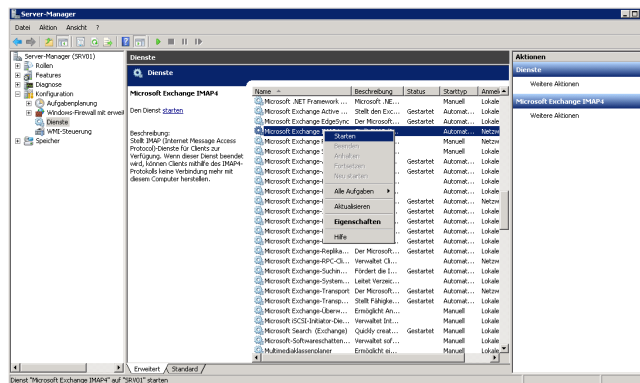 Server-Manager
Datei Aktion Ansicht ?
Server-Manager (SRV01)
Rollen
Features
Diagnose
Konfiguration
Aufgabenplanung
Windows-Firewall mit erweit
Dienste
WMI-Steuerung
Speicher
Dienste
Dienste
Microsoft Exchange IMAP4
Den Dienst starten
Beschreibung:
Stellt IMAP (Internet Message Access
Protocol)-Dienste für Clients zur
Verfügung. Wenn dieser Dienst beendet
wird, können Clients mithilfe des IMAP4-
Protokolls keine Verbindung mehr mit
diesem Computer herstellen.
Name Beschreibung Status Starttyp Anmel
Microsoft .NET Framework ... Microsoft .NE... Manuell Lokale
Microsoft Exchange Active ... Stellt den Exc... Gestartet Automat... Lokale
Microsoft Exchange EdgeSync Der Microsoft... Gestartet Automat... Lokale
Microsoft Exchange Automat... Netzw
Starten
Beenden
Anhalten
Fortsetzen
Neu starten
Alle Aufgaben
Aktualisieren
Eigenschaften
Hilfe
Microsoft Exchange-Replika... Der Microsoft... Gestartet Automat... Lokale
Microsoft Exchange-RPC-Cli... Verwaltet Cli... Automat... Netzw
Microsoft Exchange-Suchin... Fördert die I... Gestartet Automat... Lokale
Microsoft Exchange-System... Leitet Verzeic... Gestartet Automat... Lokale
Microsoft Exchange-Transport Der Microsoft... Gestartet Automat... Netzw
Microsoft Exchange-Transp... Stellt Fähigke... Gestartet Automat... Lokale
Microsoft Exchange-Überw... Ermöglicht An... Manuell Lokale
Microsoft iSCSI-Initiator-Die... Verwaltet Int... Manuell Lokale
Microsoft Search (Exchange) Quickly creat... Gestartet Manuell Lokale
Microsoft-Softwareschatten... Verwaltet sof... Manuell Lokale
Multimediaklassenplaner Ermöglicht ei... Manuell Lokale
Erweitert Standard
Aktionen
Dienste
Weitere Aktionen
Microsoft Exchange IMAP4
Weitere Aktionen
Dienst "Microsoft Exchange IMAP4" auf "SRV01" starten